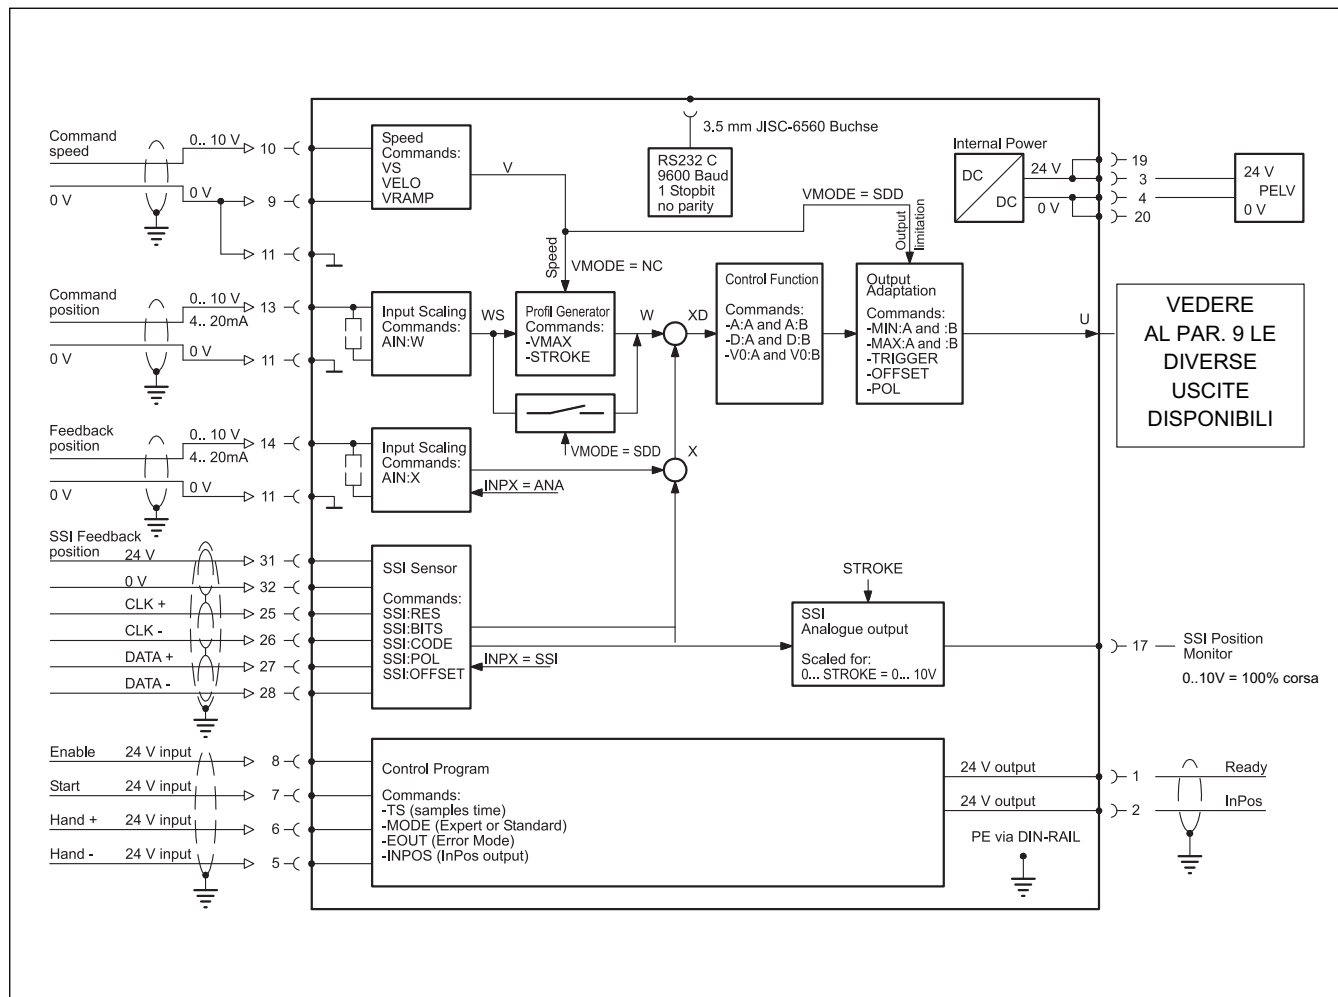 Command
speed
0.. 10 V
10
0 V
0 V
9
11
Speed
Commands:
VS
VELO
VRAMP
V
3.5 mm JISC-6560 Buchse
RS232 C
9600 Baud
1 Stopbit
no parity
Internal Power
DC
DC
24 V
0 V
19
3
4
20
24 V
PELV
0 V
VMODE = SDD
Output
limitation
Speed
VMODE = NC
Command
position
0.. 10 V
13
4.. 20mA
0 V
0 V
11
Input Scaling
Commands:
AIN:W
WS
Profil Generator
Commands:
-VMAX
-STROKE
W
XD
Control Function
Commands:
-A:A and A:B
-D:A and D:B
-V0:A and V0:B
Output
Adaptation
Commands:
-MIN:A and :B
-MAX:A and :B
-TRIGGER
-OFFSET
-POL
U
VEDERE
AL PAR. 9 LE
DIVERSE
USCITE
DISPONIBILI
VMODE = SDD
Feedback
position
0.. 10 V
14
4.. 20mA
0 V
0 V
11
Input Scaling
Commands:
AIN:X
INPX = ANA
X
SSI Feedback
position
24 V
31
0 V
32
CLK +
25
CLK -
26
DATA +
27
DATA -
28
SSI Sensor
Commands:
SSI:RES
SSI:BITS
SSI:CODE
SSI:POL
SSI:OFFSET
INPX = SSI
STROKE
SSI
Analogue output
Scaled for:
0... STROKE = 0... 10V
17
SSI Position
Monitor
0..10V = 100% corsa
Enable
24 V input
8
Start
24 V input
7
Hand +
24 V input
6
Hand -
24 V input
5
Control Program
Commands:
-TS (samples time)
-MODE (Expert or Standard)
-EOUT (Error Mode)
-INPOS (InPos output)
24 V output
1
Ready
24 V output
2
InPos
PE via DIN-RAIL